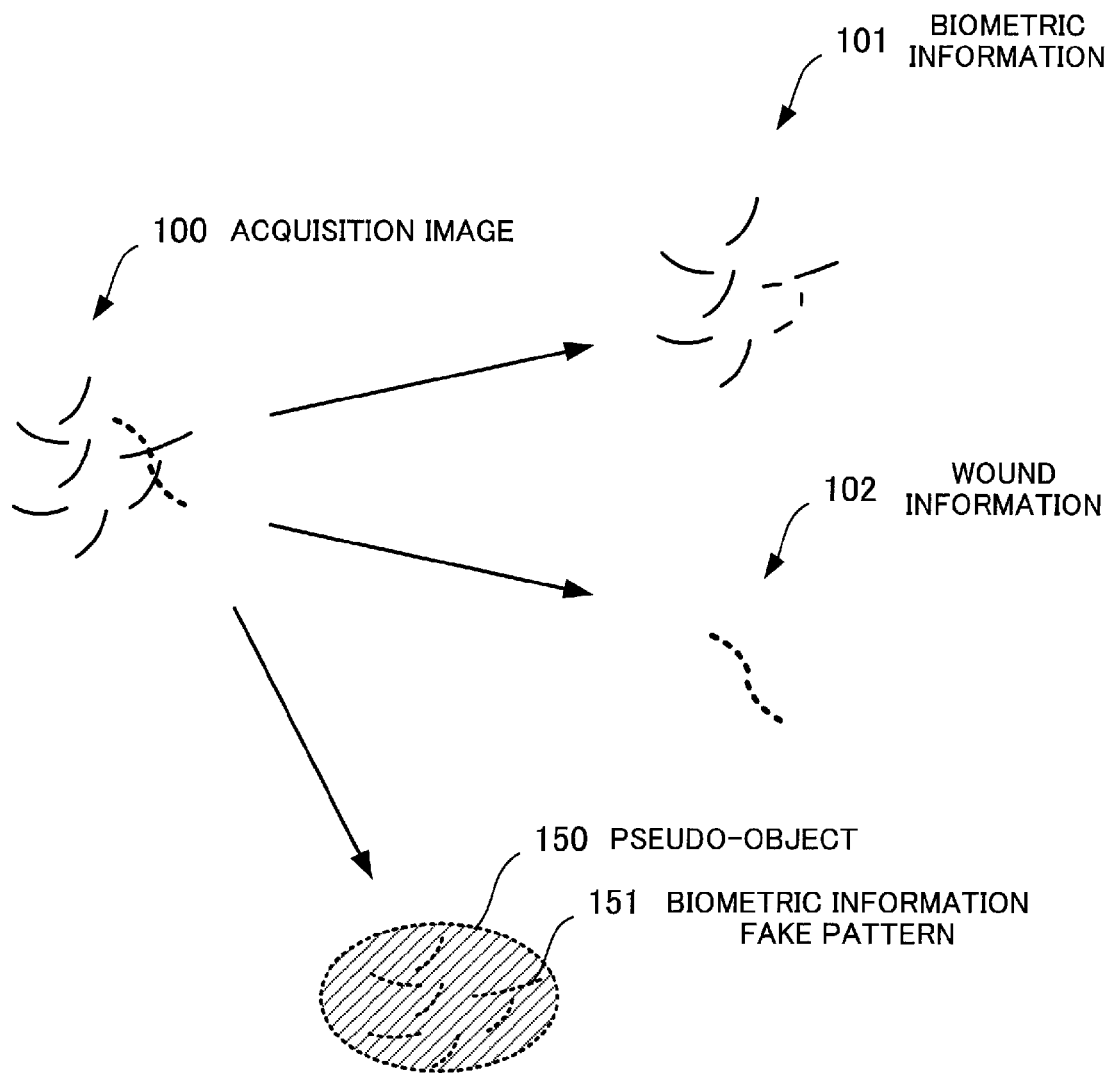 101 BIOMETRIC
INFORMATION
100 ACQUISITION IMAGE
102 WOUND
INFORMATION
150 PSEUDO-OBJECT
151 BIOMETRIC INFORMATION
FAKE PATTERN